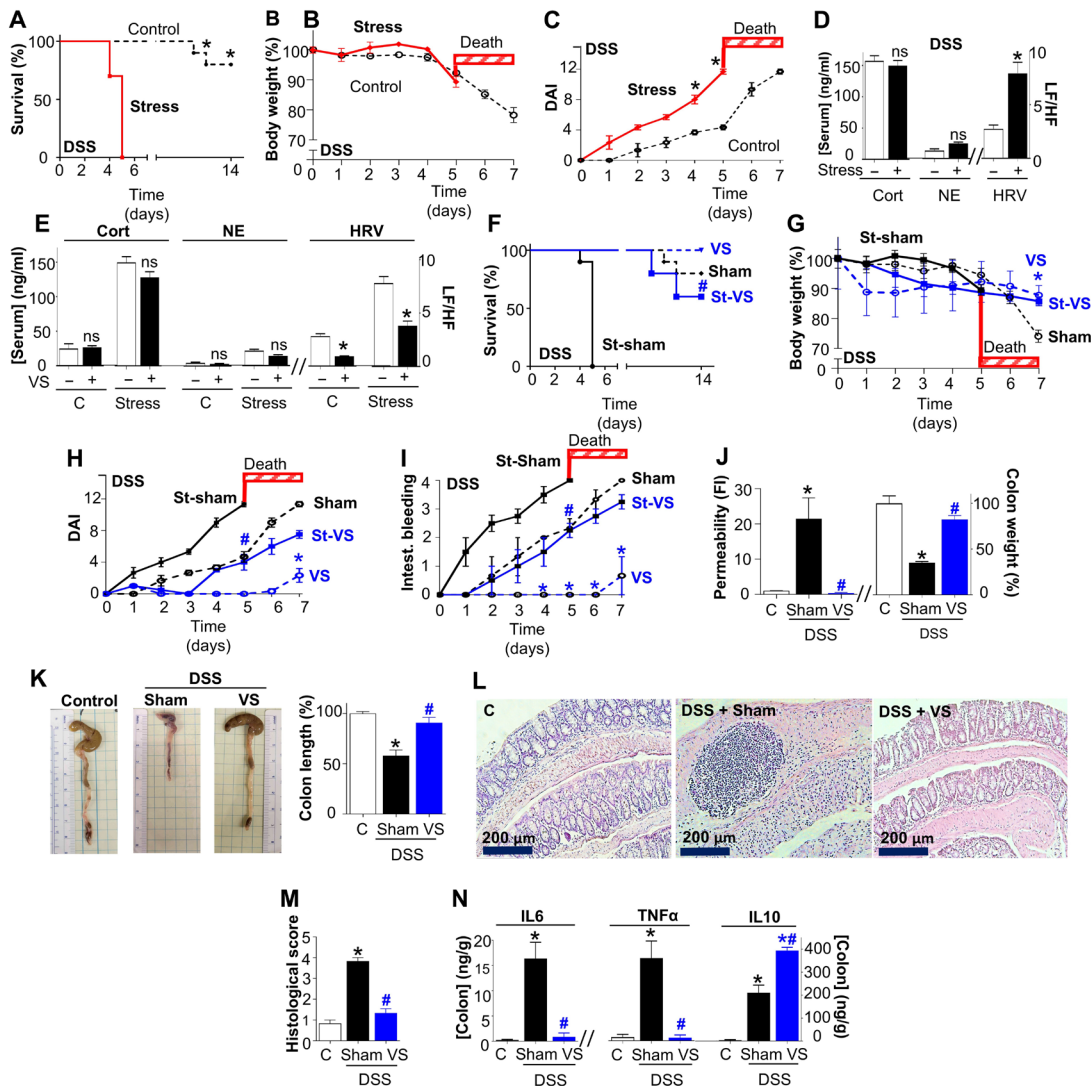 A
Survival (%)
100
50
0
Control
*
*
Stress
DSS
0 2 4 6 14
Time
(days)
B
B
Body weight (%)
100
90
80
70
0
Stress
Control
Death
DSS
0 1 2 3 4 5 6 7
Time
(days)
C
DAI
12
8
4
0
DSS
Death
Stress
*
*
Control
0 1 2 3 4 5 6 7
Time
(days)
D
DSS
[Serum] (ng/ml)
150
100
50
0
ns
ns
*
10
5
0
LF/HF
Stress
– + – + – +
Cort NE HRV
E
Cort NE HRV
[Serum] (ng/ml)
150
100
50
0
ns
ns
ns
ns
*
*
10
5
0
LF/HF
VS
– + – + – + – + – + – +
C Stress C Stress C Stress
F
Survival (%)
100
50
0
VS
Sham
#
St-VS
DSS
St-sham
0 2 4 6 14
Time
(days)
G
Body weight (%)
100
90
80
70
0
St-sham
VS
*
St-VS
Sham
Death
DSS
0 1 2 3 4 5 6 7
Time
(days)
H
DAI
12
8
4
0
DSS
Death
St-sham
Sham
#
St-VS
*
VS
0 1 2 3 4 5 6 7
Time
(days)
I
Intest. bleeding
4
3
2
1
0
DSS
Death
St-Sham
#
Sham
St-VS
* * * *
VS
0 1 2 3 4 5 6 7
Time
(days)
J
Permeability (FI)
30
20
10
0
*
#
*
#
100
50
0
Colon weight (%)
C Sham VS C Sham VS
DSS DSS
K
DSS
Control Sham VS
Colon length (%)
100
50
0
*
#
C Sham VS
DSS
L
C
200 µm
DSS + Sham
200 µm
DSS + VS
200 µm
M
Histological score
5
4
3
2
1
0
*
#
C Sham VS
DSS
N
IL6 TNFα IL10
[Colon] (ng/g)
20
15
10
5
0
*
#
*
#
*
*#
400
300
200
100
0
[Colon] (ng/g)
C Sham VS C Sham VS C Sham VS
DSS DSS DSS